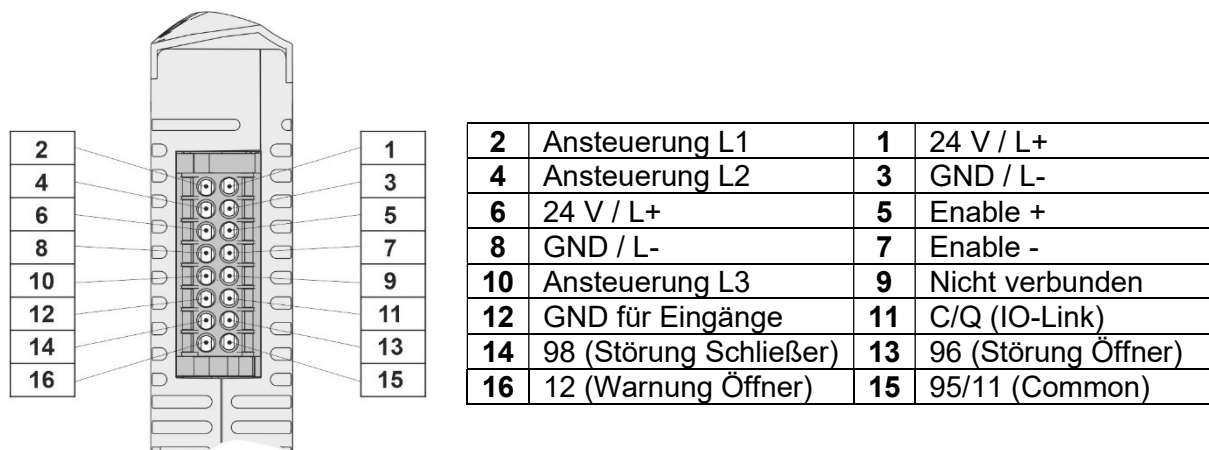 2 1
4 3
6 5
8 7
10 9
12 11
14 13
16 15
2 Ansteuerung L1 1 24 V / L+
4 Ansteuerung L2 3 GND / L-
6 24 V / L+ 5 Enable +
8 GND / L- 7 Enable -
10 Ansteuerung L3 9 Nicht verbunden
12 GND für Eingänge 11 C/Q (IO-Link)
14 98 (Störung Schließer) 13 96 (Störung Öffner)
16 12 (Warnung Öffner) 15 95/11 (Common)